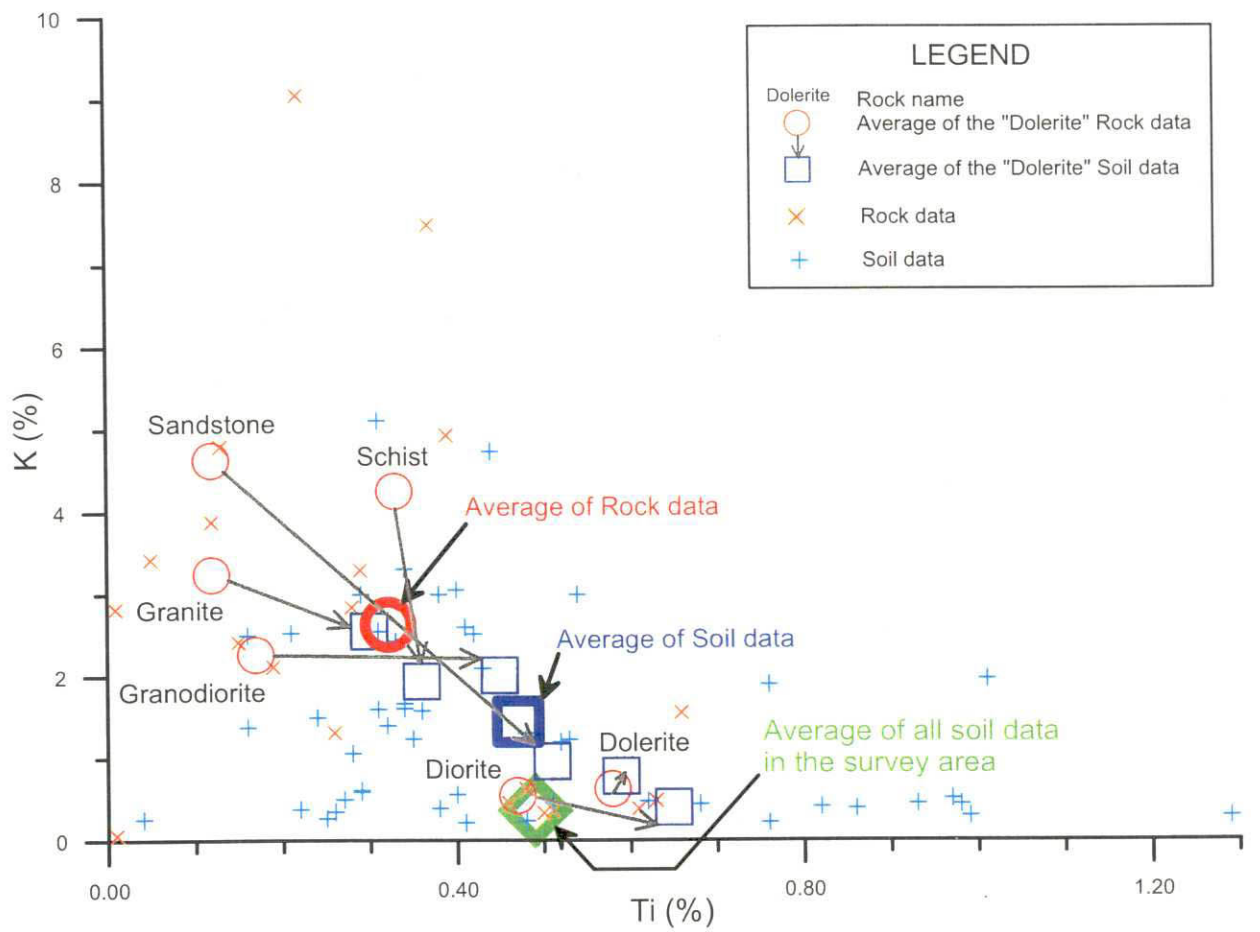 10
8
6
4
2
0
K (%)
0.00
0.40
0.80
1.20
Ti (%)
LEGEND
Dolerite
Rock name
Average of the "Dolerite" Rock data
Average of the "Dolerite" Soil data
Rock data
Soil data
Sandstone
Schist
Average of Rock data
Granite
Average of Soil data
Granodiorite
Average of all soil data
in the survey area
Dolerite
Diorite